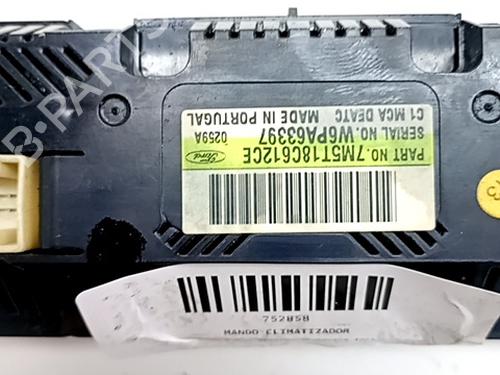 C1 MCA DEATC MADE IN PORTUGAL
SERIAL NO.W6PA63397 0259A
PART NO.7M5T18C612CE
Ford
752858
MANDO CLIMATIZADOR
B-PARTS